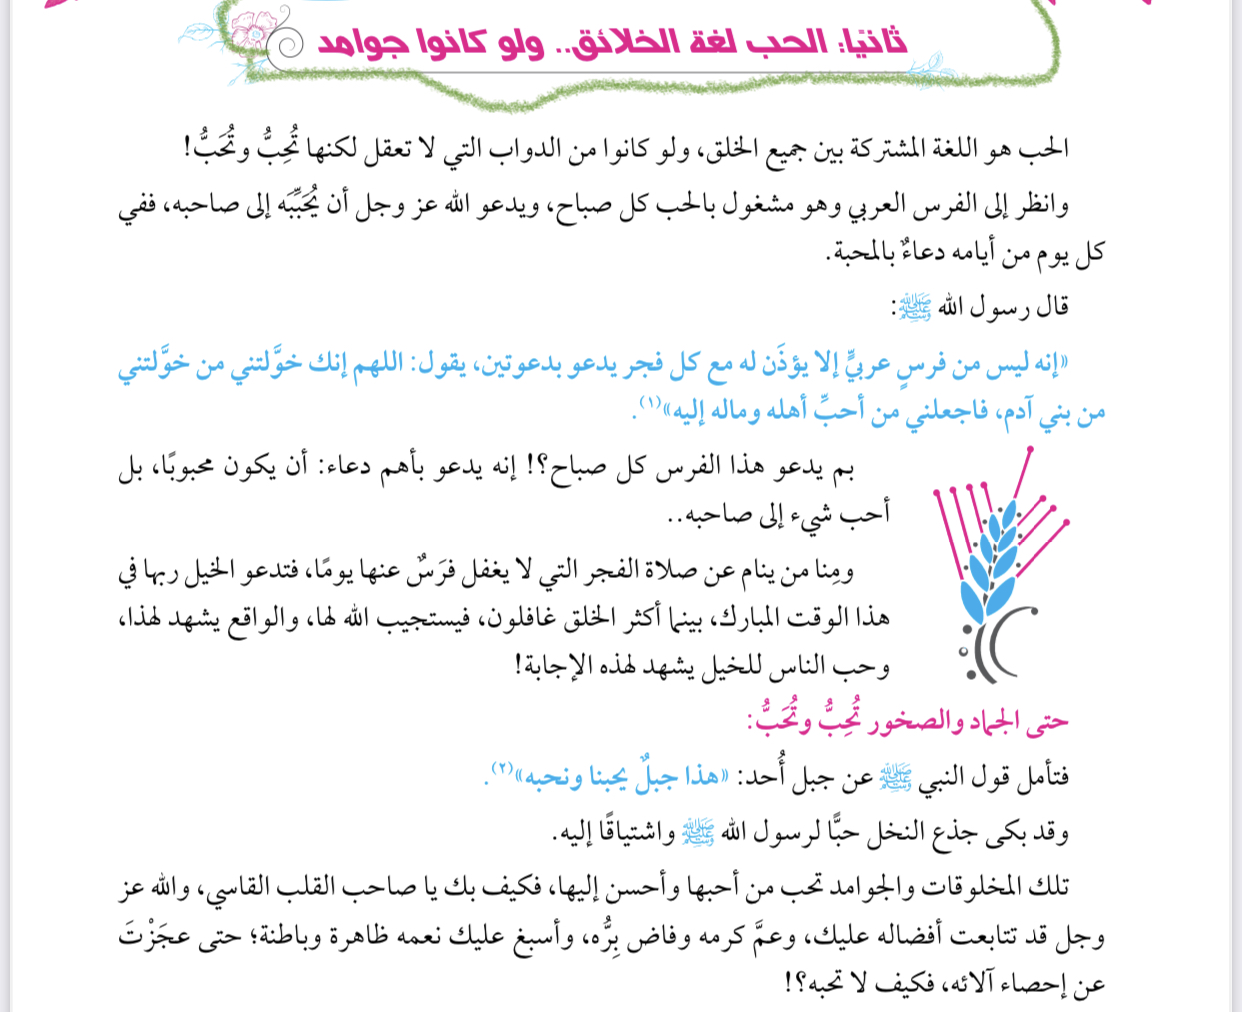 ثانيًا: الحب لغة الخلائق.. ولو كانوا جوامد
الحب هو اللغة المشتركة بين جميع الخلق، ولو كانوا من الدواب التي لا تعقل لكنها تُحِبُّ وتُحَبُّ!
وانظر إلى الفرس العربي وهو مشغول بالحب كل صباح، ويدعو الله عز وجل أن يُحَبِّبَه إلى صاحبه، ففي
كل يوم من أيامه دعاءٌ بالمحبة.
قال رسول الله ﷺ:
«إنه ليس من فرسٍ عربيٍّ إلا يؤذَن له مع كل فجر يدعو بدعوتين، يقول: اللهم إنك خوَّلتني من خوَّلتني
من بني آدم، فاجعلني من أحبِّ أهله وماله إليه»(١).
بم يدعو هذا الفرس كل صباح؟! إنه يدعو بأهم دعاء: أن يكون محبوبًا، بل
أحب شيء إلى صاحبه..
ومِنا من ينام عن صلاة الفجر التي لا يغفل فرَسٌ عنها يومًا، فتدعو الخيل ربها في
هذا الوقت المبارك، بينما أكثر الخلق غافلون، فيستجيب الله لها، والواقع يشهد لهذا،
وحب الناس للخيل يشهد لهذه الإجابة!
حتى الجماد والصخور تُحِبُّ وتُحَبُّ:
فتأمل قول النبي ﷺ عن جبل أُحد: «هذا جبلٌ يحبنا ونحبه»(٢).
وقد بكى جذع النخل حبًّا لرسول الله ﷺ واشتياقًا إليه.
تلك المخلوقات والجوامد تحب من أحبها وأحسن إليها، فكيف بك يا صاحب القلب القاسي، والله عز
وجل قد تتابعت أفضاله عليك، وعمَّ كرمه وفاض بِرُّه، وأسبغ عليك نعمه ظاهرة وباطنة؛ حتى عجَزْتَ
عن إحصاء آلائه، فكيف لا تحبه؟!